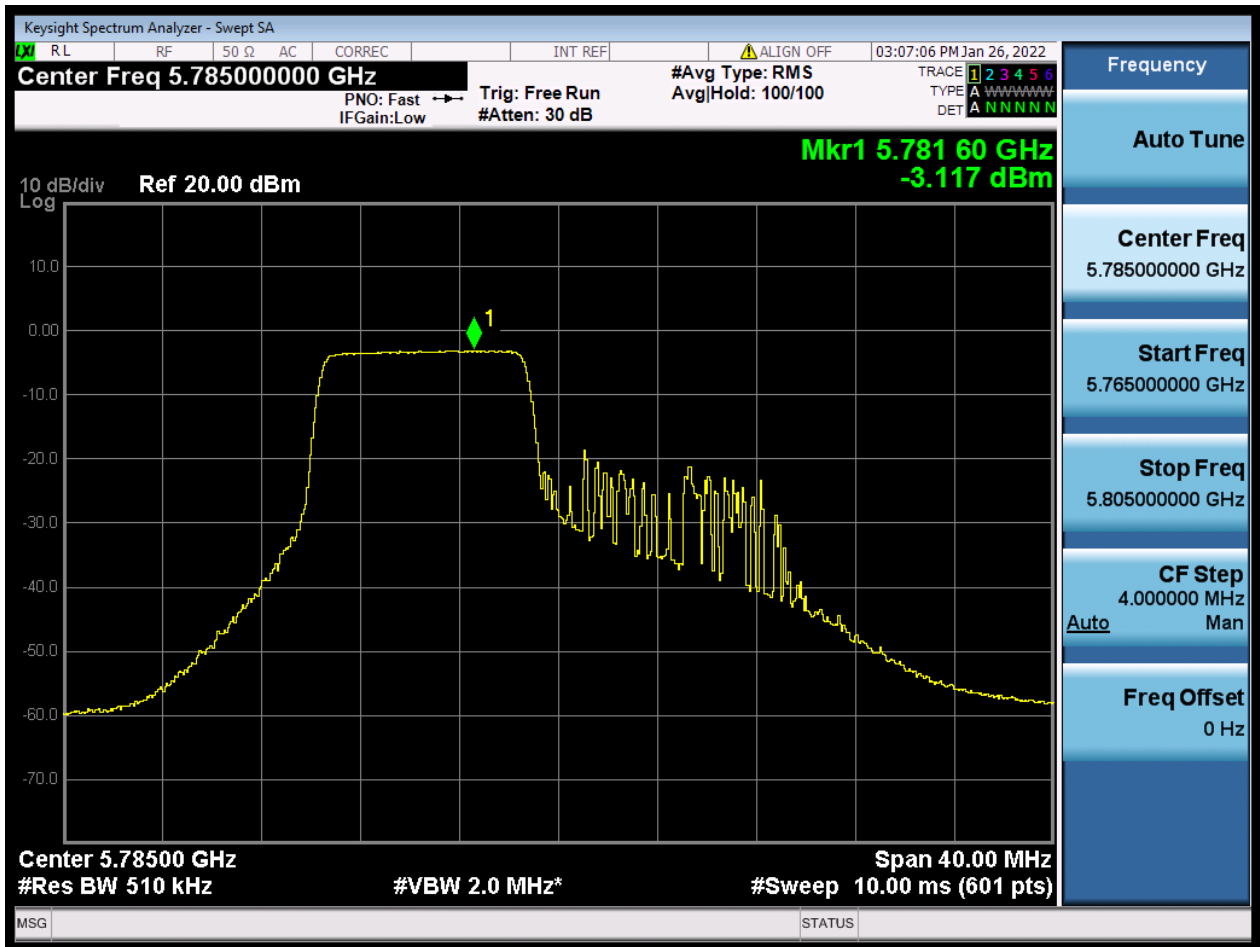 Keysight Spectrum Analyzer - Swept SA
LXI RL RF 50 Ω AC CORREC INT REF ALIGN OFF 03:07:06 PM Jan 26, 2022
Center Freq 5.785000000 GHz
PNO: Fast
IFGain:Low
Trig: Free Run
#Atten: 30 dB
#Avg Type: RMS
Avg|Hold: 100/100
TRACE 1 2 3 4 5 6
TYPE A WWWWW
DET A N N N N N
Mkr1 5.781 60 GHz
-3.117 dBm
10 dB/div Ref 20.00 dBm
Log
1
10.0
0.00
-10.0
-20.0
-30.0
-40.0
-50.0
-60.0
-70.0
Center 5.78500 GHz Span 40.00 MHz
#Res BW 510 kHz #VBW 2.0 MHz* #Sweep 10.00 ms (601 pts)
MSG STATUS
Frequency
Auto Tune
Center Freq
5.785000000 GHz
Start Freq
5.765000000 GHz
Stop Freq
5.805000000 GHz
CF Step
4.000000 MHz
Auto Man
Freq Offset
0 Hz